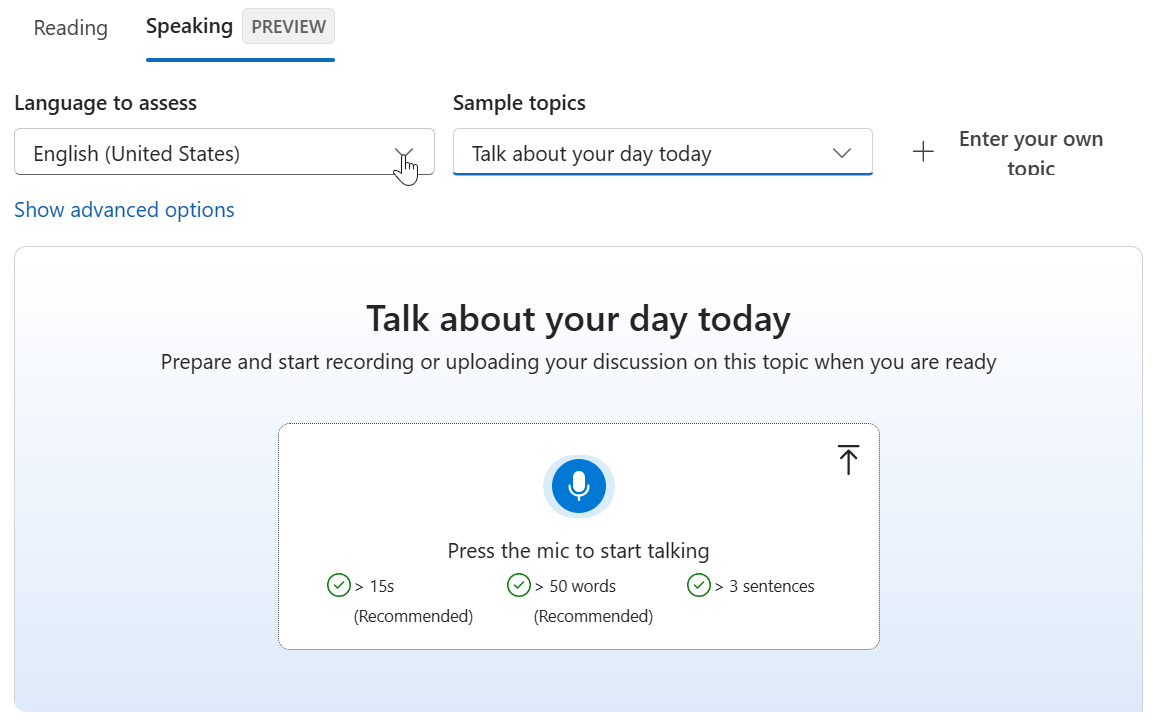 Reading
Speaking PREVIEW
Language to assess
Sample topics
English (United States)
Talk about your day today
Enter your own
topic
Show advanced options
Talk about your day today
Prepare and start recording or uploading your discussion on this topic when you are ready
Press the mic to start talking
> 15s
(Recommended)
> 50 words
(Recommended)
> 3 sentences